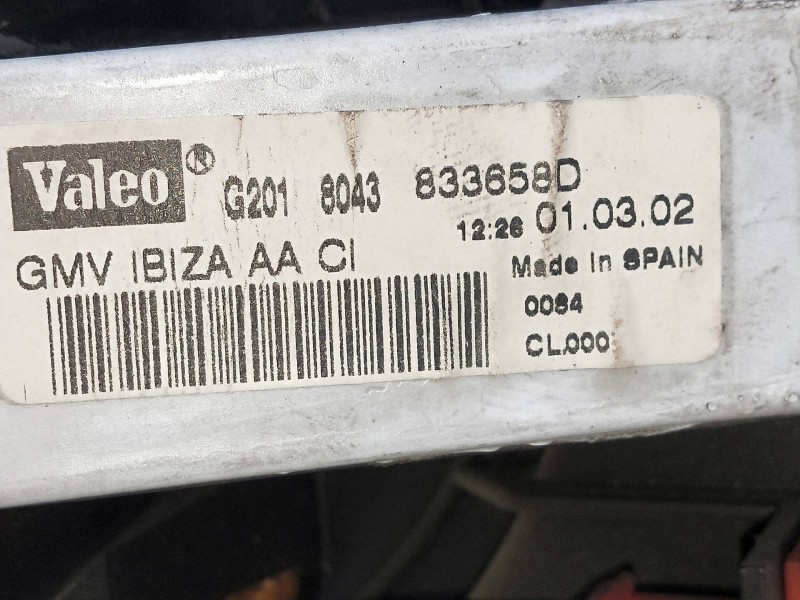 Valeo ® G201 8043 833658D
12:26 01.03.02
GMV IBIZA AA CI
Made in SPAIN
0084
CL.000